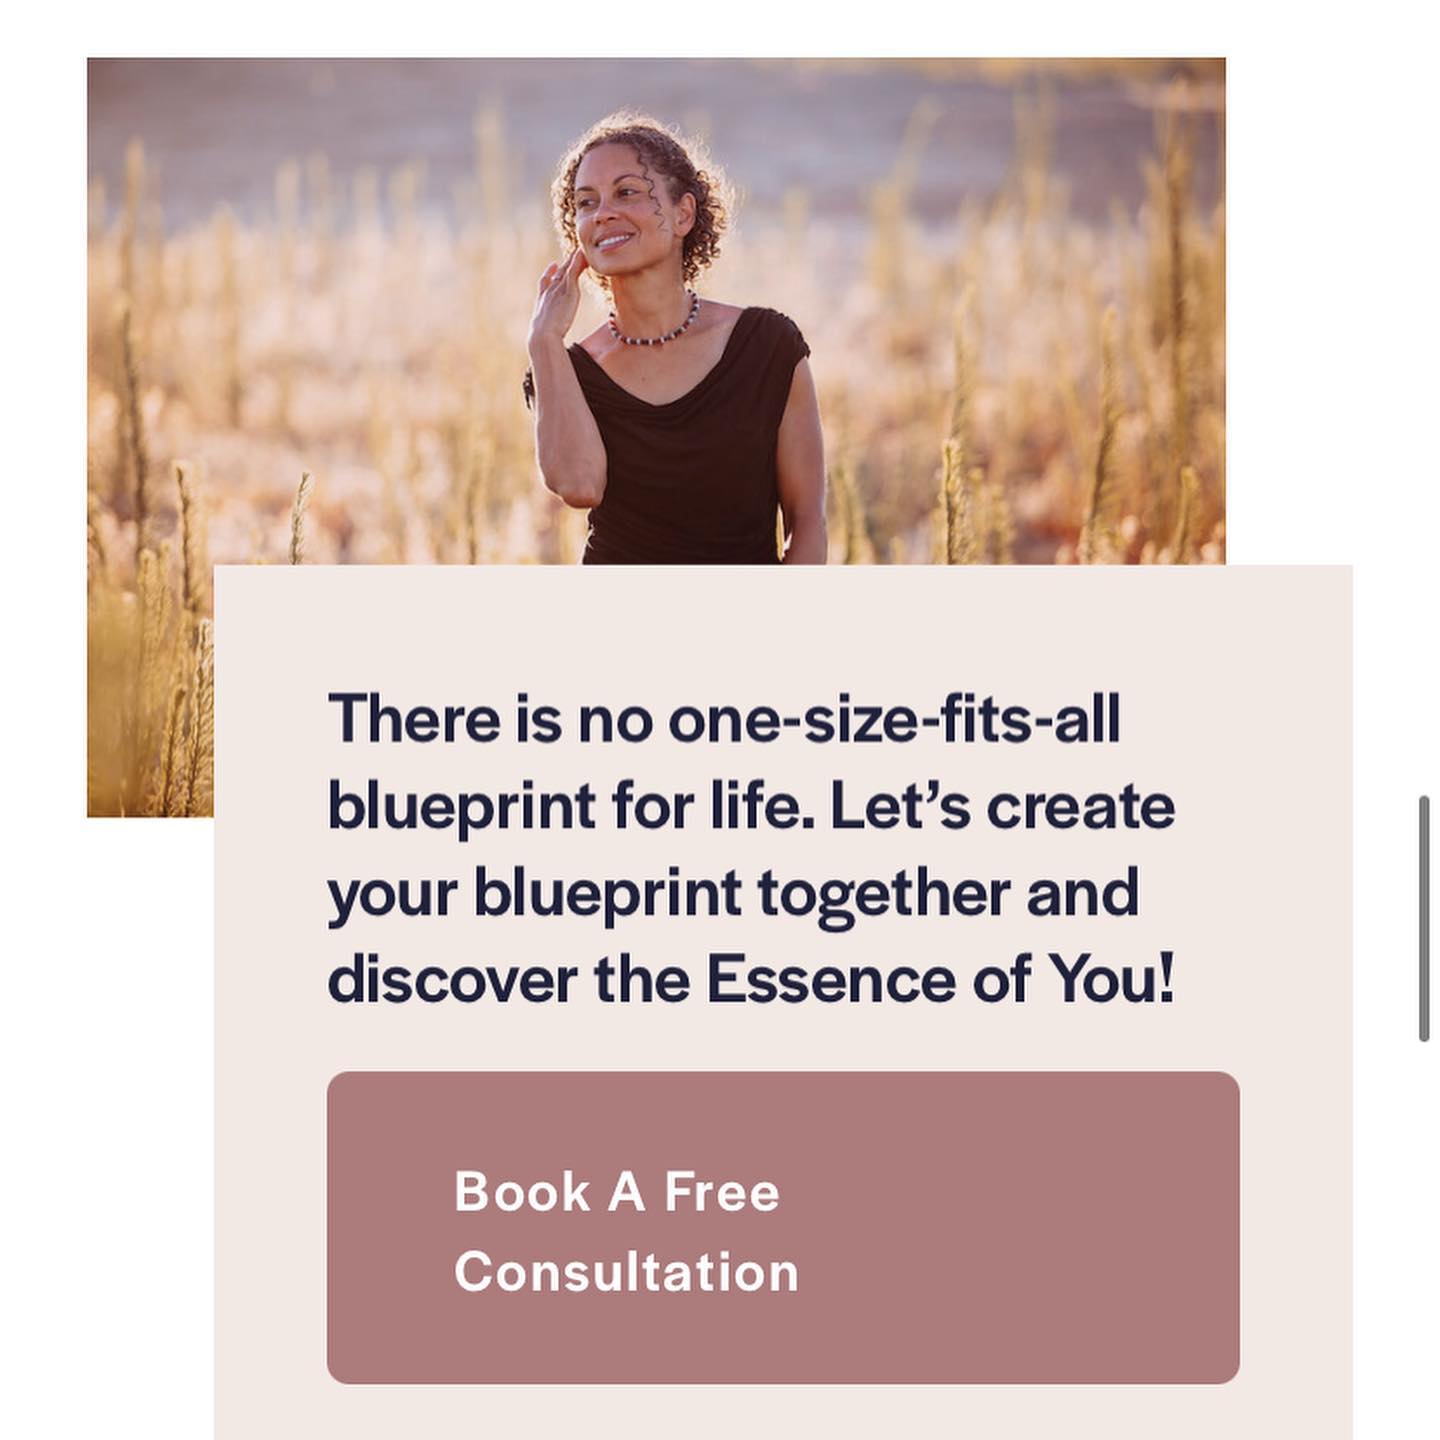 There is no one-size-fits-all
blueprint for life. Let’s create
your blueprint together and
discover the Essence of You!
Book A Free
Consultation